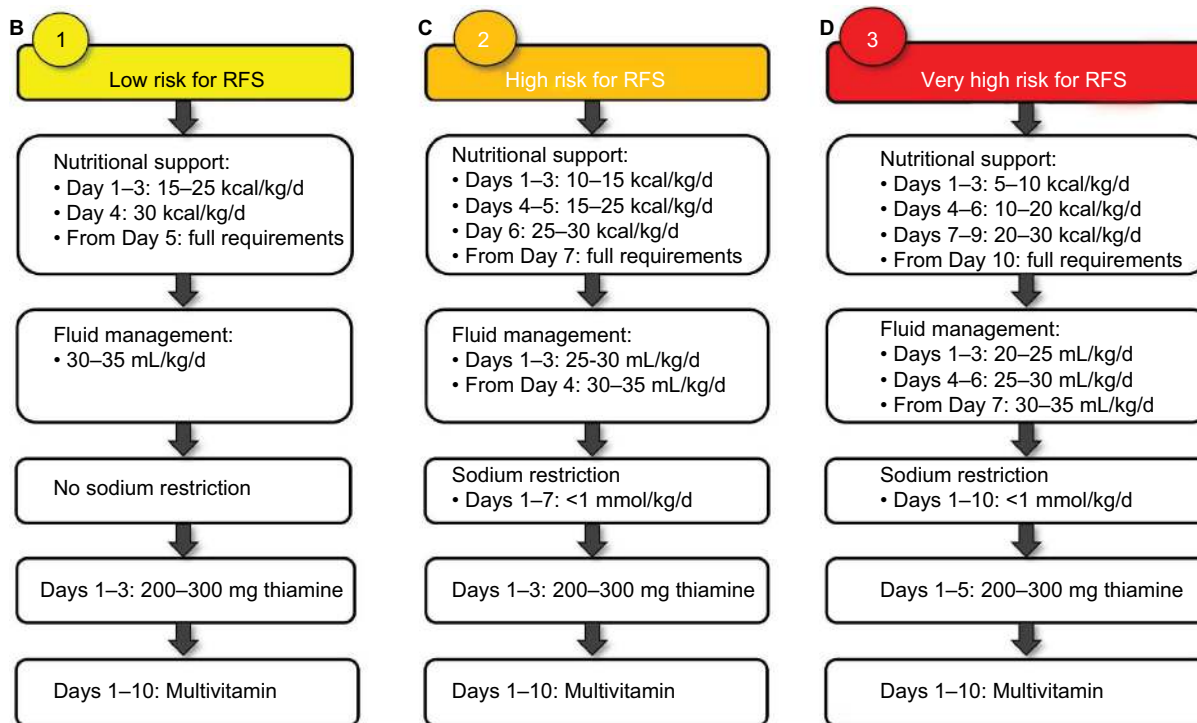 B
1
Low risk for RFS
Nutritional support:
• Day 1–3: 15–25 kcal/kg/d
• Day 4: 30 kcal/kg/d
• From Day 5: full requirements
Fluid management:
• 30–35 mL/kg/d
No sodium restriction
Days 1–3: 200–300 mg thiamine
Days 1–10: Multivitamin
C
2
High risk for RFS
Nutritional support:
• Days 1–3: 10–15 kcal/kg/d
• Days 4–5: 15–25 kcal/kg/d
• Day 6: 25–30 kcal/kg/d
• From Day 7: full requirements
Fluid management:
• Days 1–3: 25-30 mL/kg/d
• From Day 4: 30–35 mL/kg/d
Sodium restriction
• Days 1–7: <1 mmol/kg/d
Days 1–3: 200–300 mg thiamine
Days 1–10: Multivitamin
D
3
Very high risk for RFS
Nutritional support:
• Days 1–3: 5–10 kcal/kg/d
• Days 4–6: 10–20 kcal/kg/d
• Days 7–9: 20–30 kcal/kg/d
• From Day 10: full requirements
Fluid management:
• Days 1–3: 20–25 mL/kg/d
• Days 4–6: 25–30 mL/kg/d
• From Day 7: 30–35 mL/kg/d
Sodium restriction
• Days 1–10: <1 mmol/kg/d
Days 1–5: 200–300 mg thiamine
Days 1–10: Multivitamin